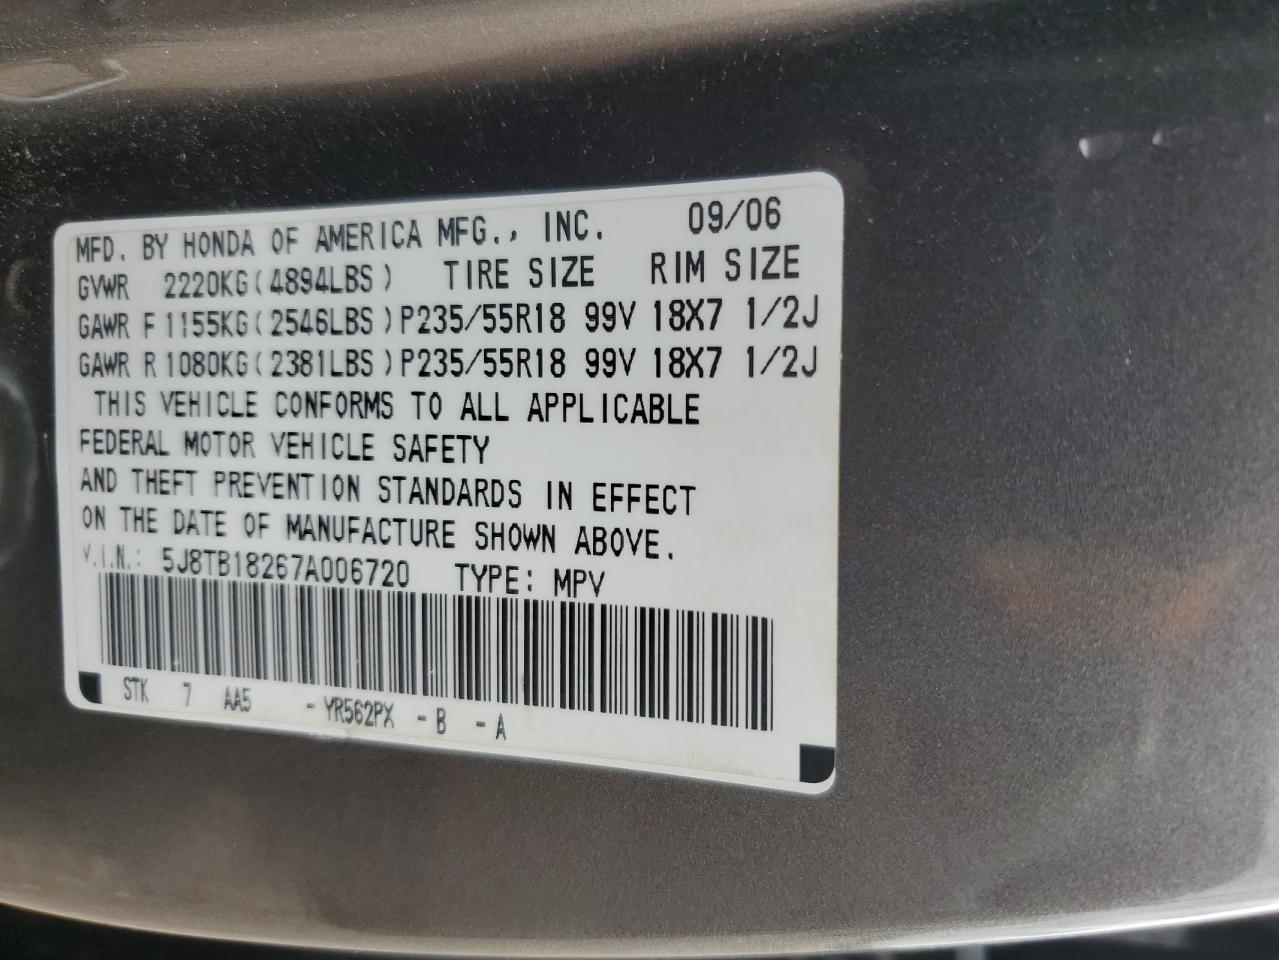 MFD. BY HONDA OF AMERICA MFG., INC. 09/06
GVWR 2220KG(4894LBS) TIRE SIZE RIM SIZE
GAWR F 1155KG(2546LBS) P235/55R18 99V 18X7 1/2J
GAWR R 1080KG(2381LBS) P235/55R18 99V 18X7 1/2J
THIS VEHICLE CONFORMS TO ALL APPLICABLE
FEDERAL MOTOR VEHICLE SAFETY
AND THEFT PREVENTION STANDARDS IN EFFECT
ON THE DATE OF MANUFACTURE SHOWN ABOVE.
V.I.N.: 5J8TB18267A006720 TYPE: MPV
STK 7 AA5 - YR562PX - B - A